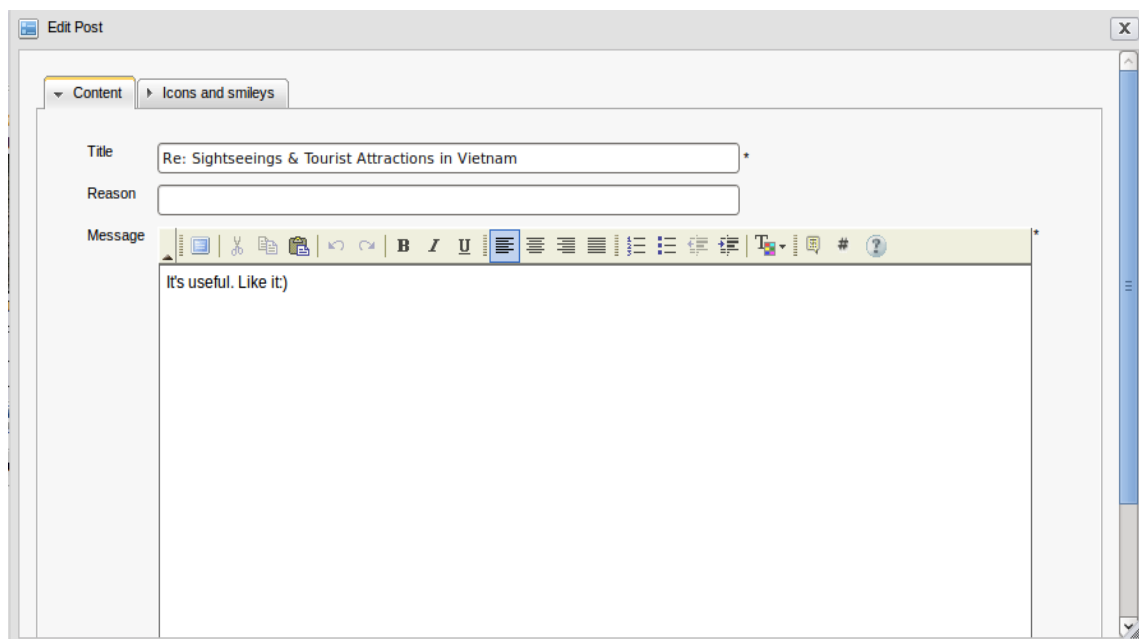 Edit Post
X
Content Icons and smileys
Title Re: Sightseeings & Tourist Attractions in Vietnam *
Reason
Message B I U T # ? *
It's useful. Like it:)